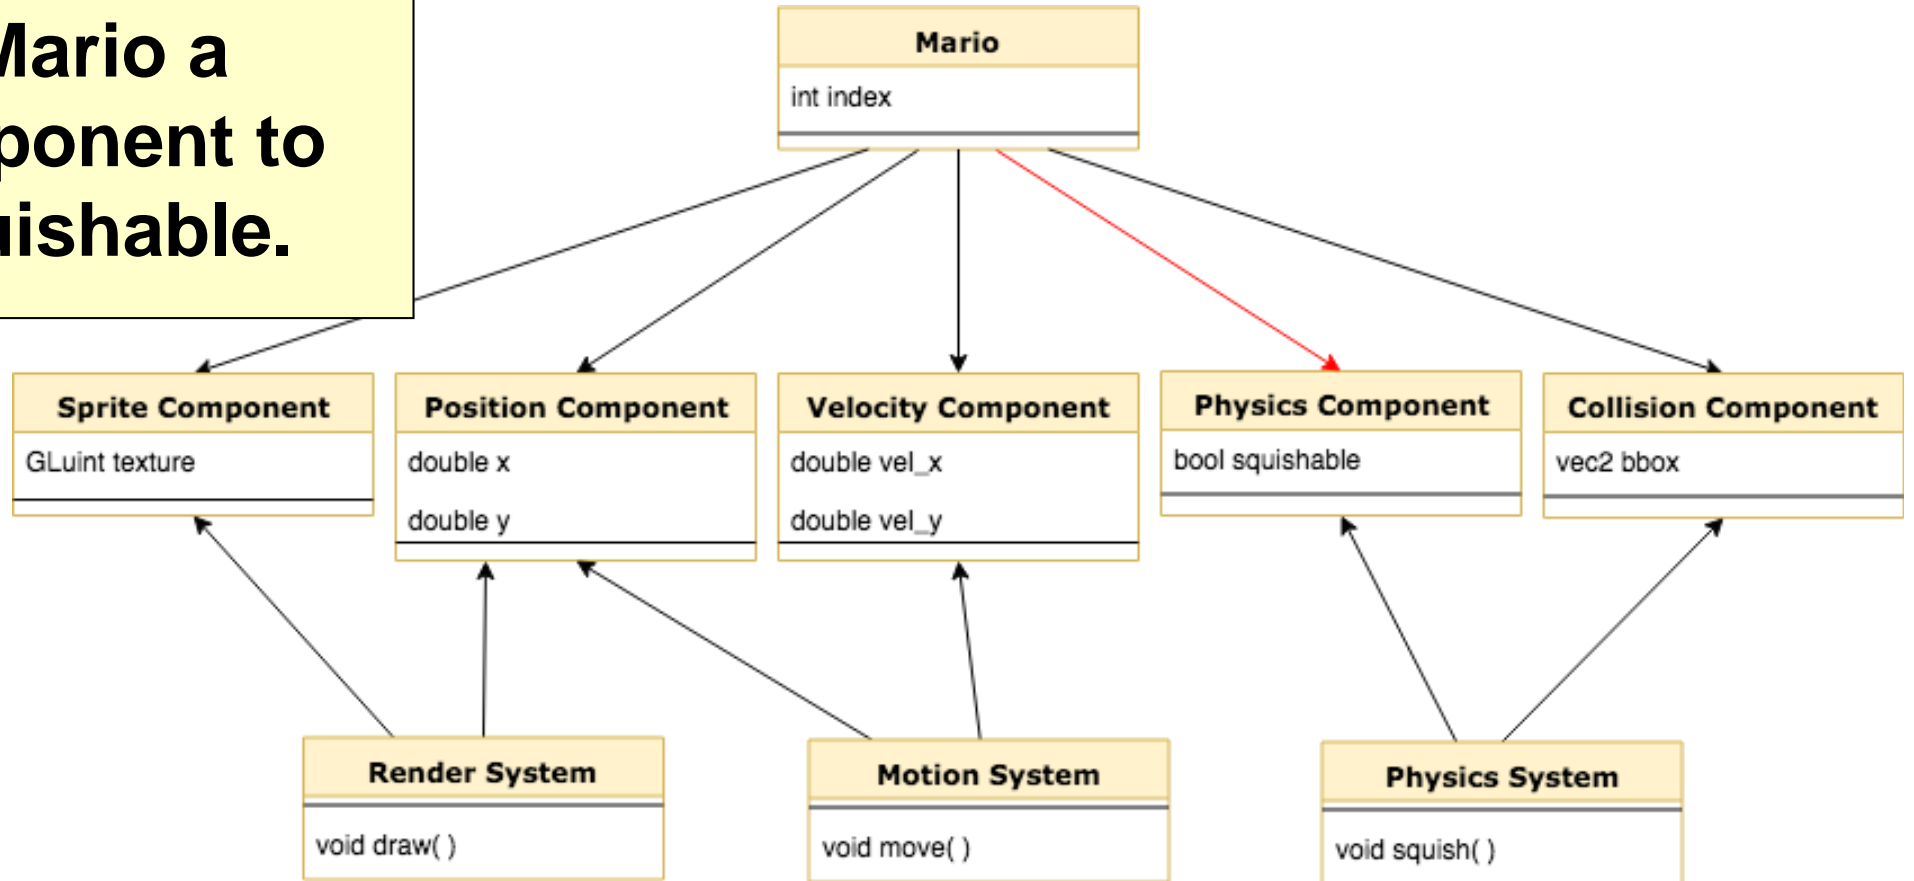 Mario a
to
Mario
int index
Sprite Component
GLuint texture
Position Component
double x
double y
Velocity Component
double vel_x
double vel_y
Physics Component
bool squishable
Collision Component
vec2 bbox
Render System
void draw( )
Motion System
void move( )
Physics System
void squish( )